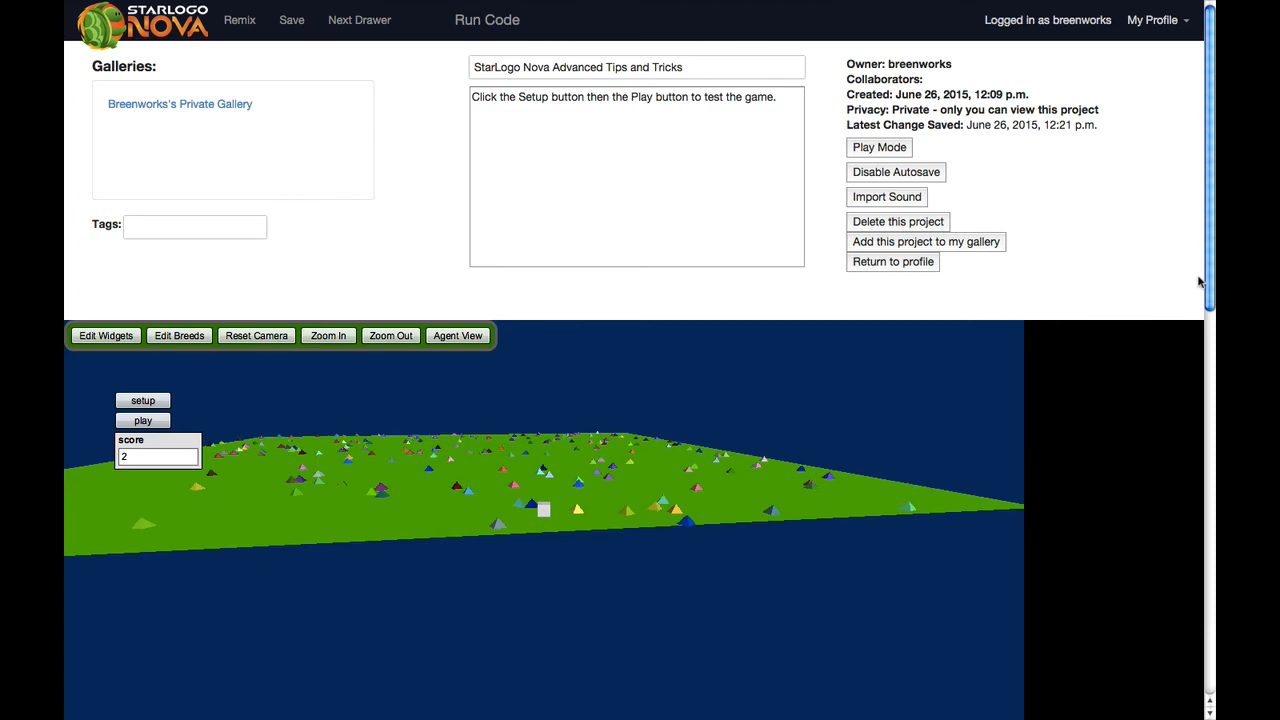 STARLOGO
NOVA
Remix
Save
Next Drawer
Run Code
Logged in as breenworks
My Profile
Galleries:
Breenworks's Private Gallery
Tags:
StarLogo Nova Advanced Tips and Tricks
Click the Setup button then the Play button to test the game.
Owner: breenworks
Collaborators:
Created: June 26, 2015, 12:09 p.m.
Privacy: Private - only you can view this project
Latest Change Saved: June 26, 2015, 12:21 p.m.
Play Mode
Disable Autosave
Import Sound
Delete this project
Add this project to my gallery
Return to profile
Edit Widgets
Edit Breeds
Reset Camera
Zoom In
Zoom Out
Agent View
setup
play
score
2